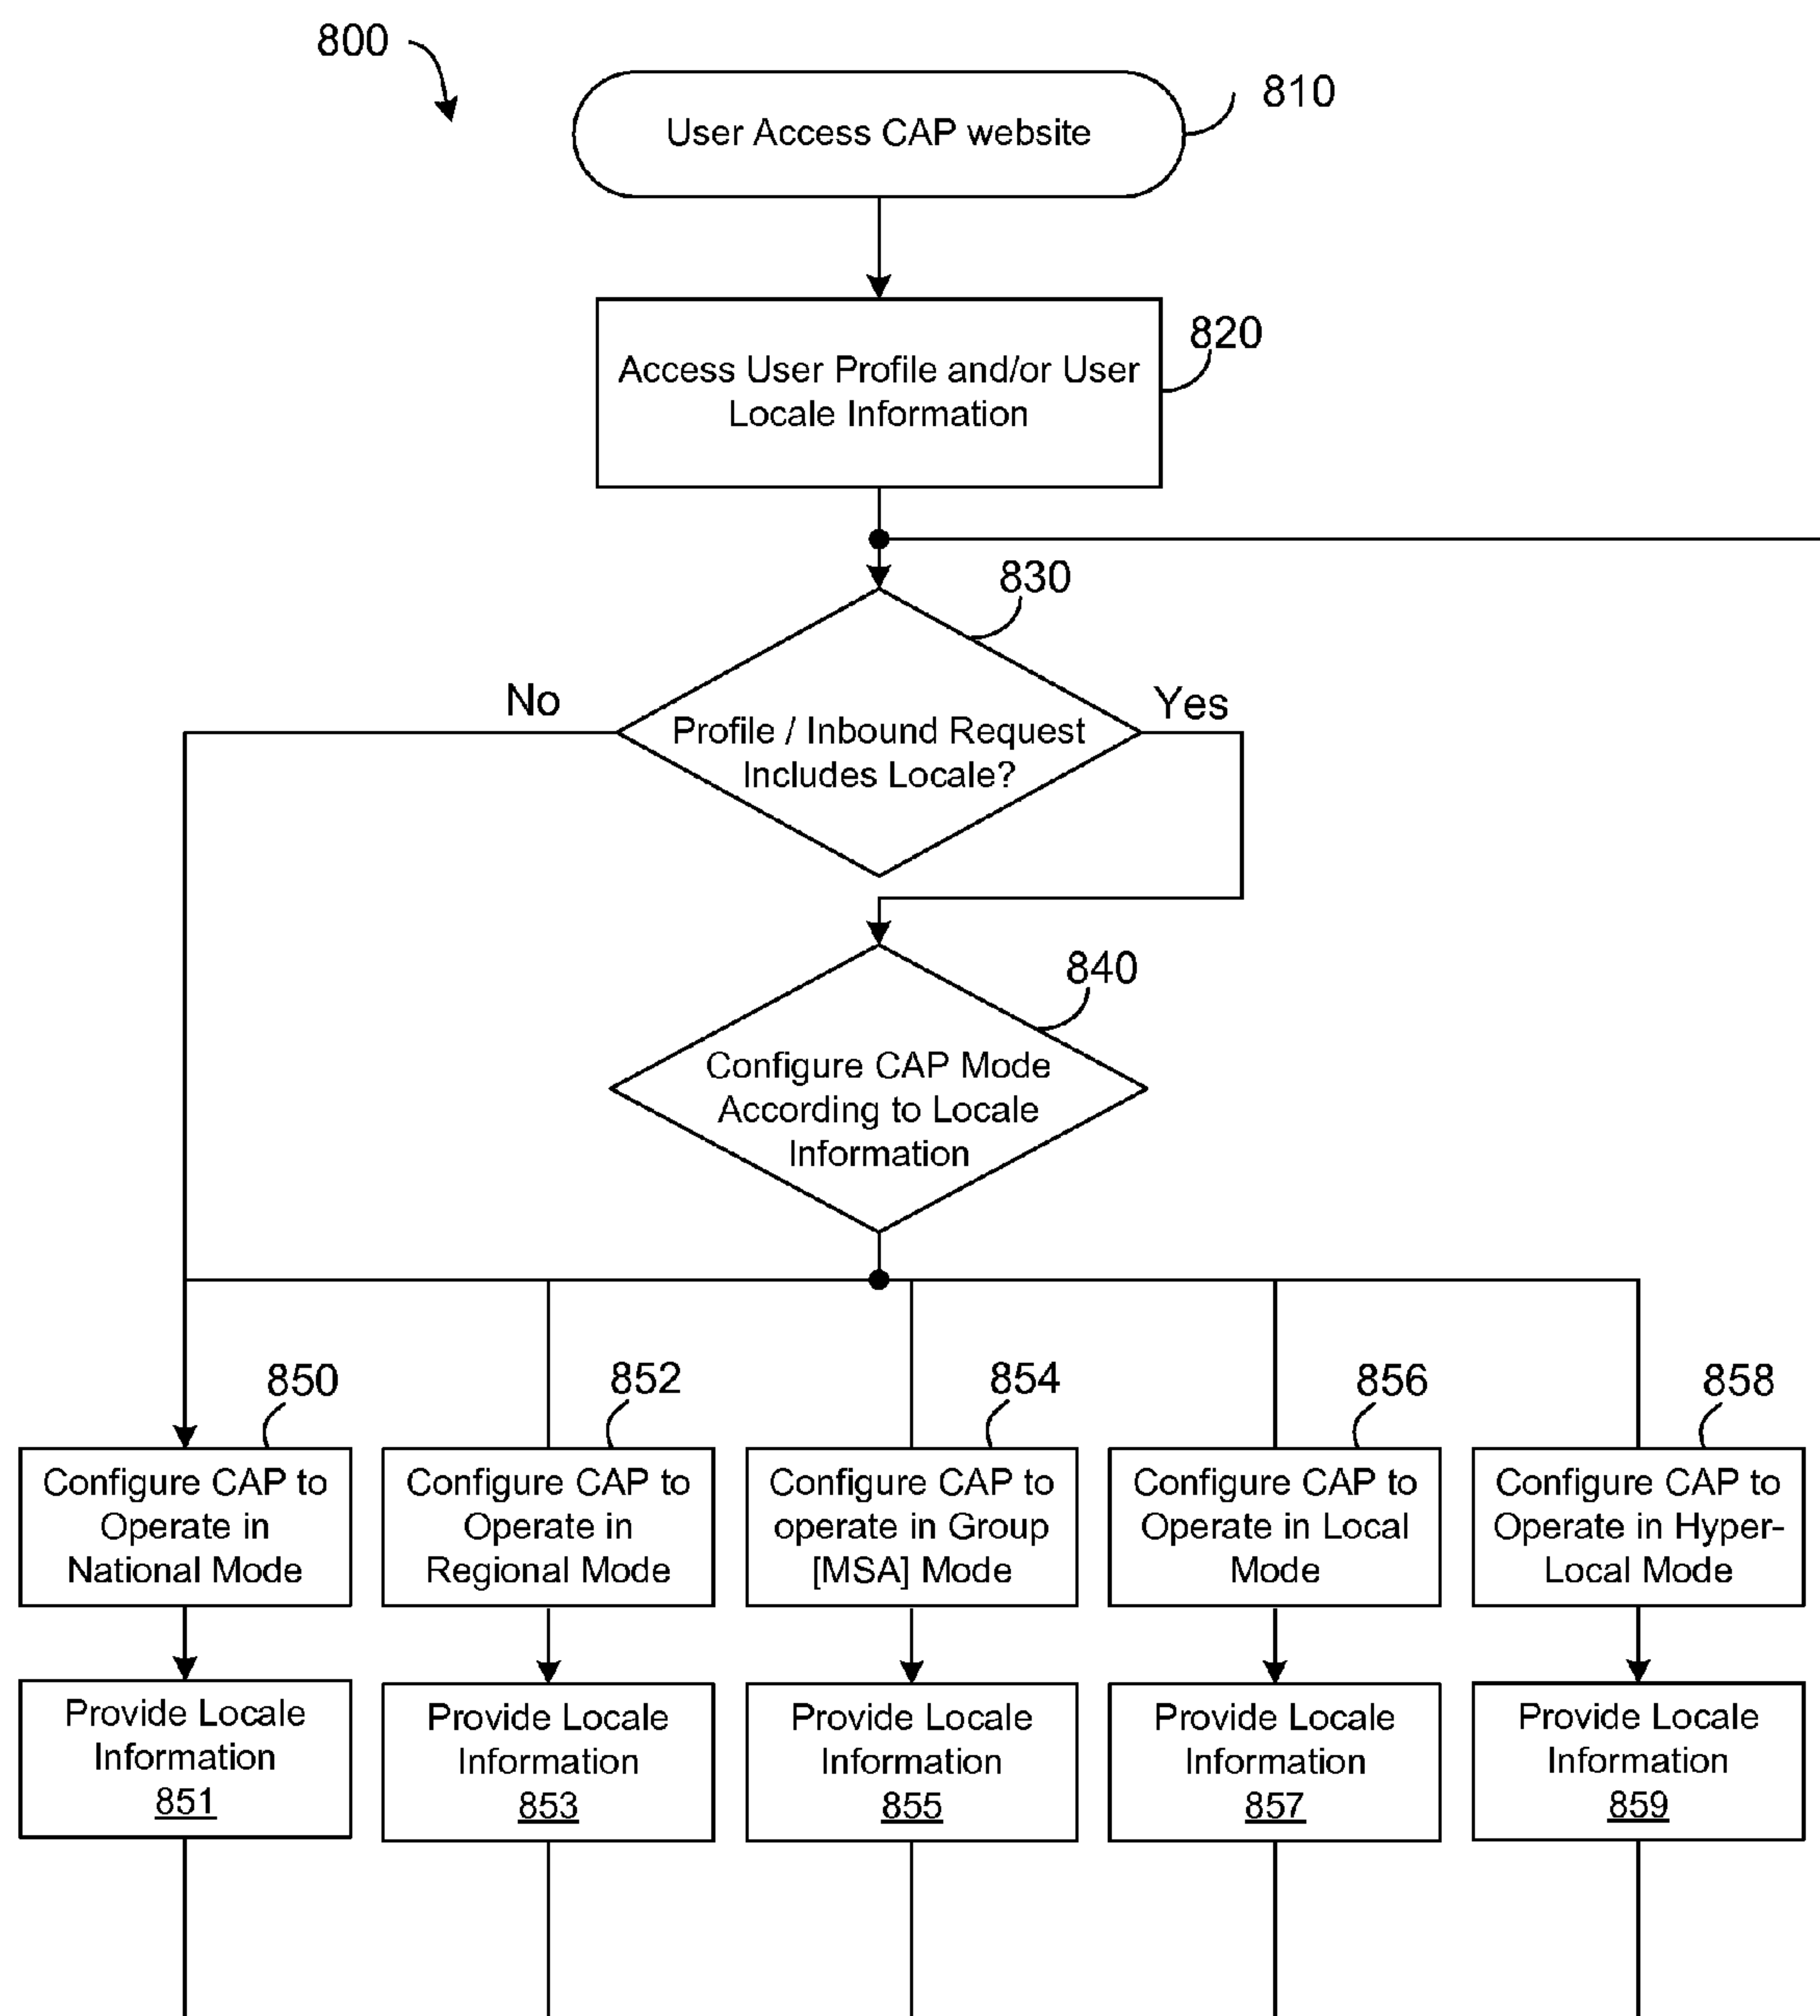 800
User Access CAP website
810
Access User Profile and/or User
Locale Information
820
830
No
Yes
Profile / Inbound Request
Includes Locale?
840
Configure CAP Mode
According to Locale
Information
850
852
854
856
858
Configure CAP to
Operate in
National Mode
Configure CAP to
Operate in
Regional Mode
Configure CAP to
operate in Group
[MSA] Mode
Configure CAP to
Operate in Local
Mode
Configure CAP to
Operate in Hyper-
Local Mode
Provide Locale
Information
851
Provide Locale
Information
853
Provide Locale
Information
855
Provide Locale
Information
857
Provide Locale
Information
859